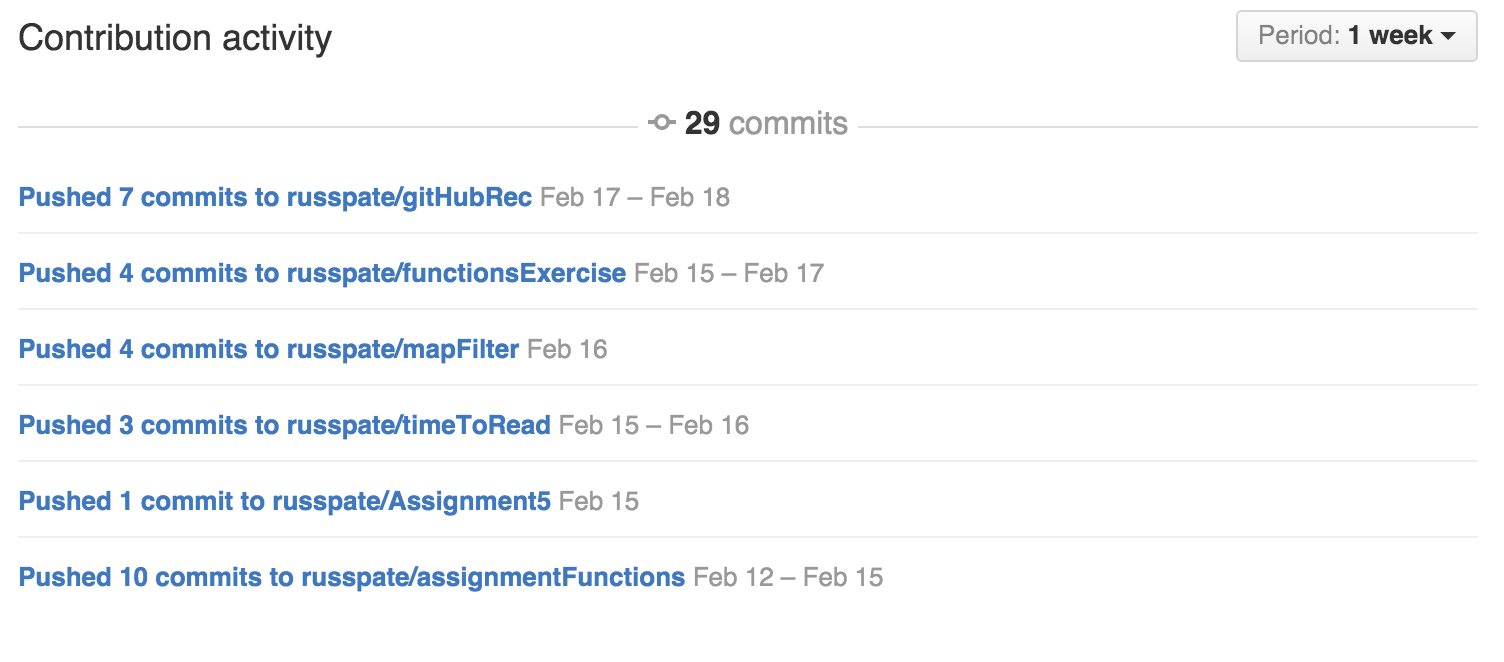 Contribution activity
Period: 1 week
29 commits
Pushed 7 commits to russpate/gitHubRec Feb 17 – Feb 18
Pushed 4 commits to russpate/functionsExercise Feb 15 – Feb 17
Pushed 4 commits to russpate/mapFilter Feb 16
Pushed 3 commits to russpate/timeToRead Feb 15 – Feb 16
Pushed 1 commit to russpate/Assignment5 Feb 15
Pushed 10 commits to russpate/assignmentFunctions Feb 12 – Feb 15